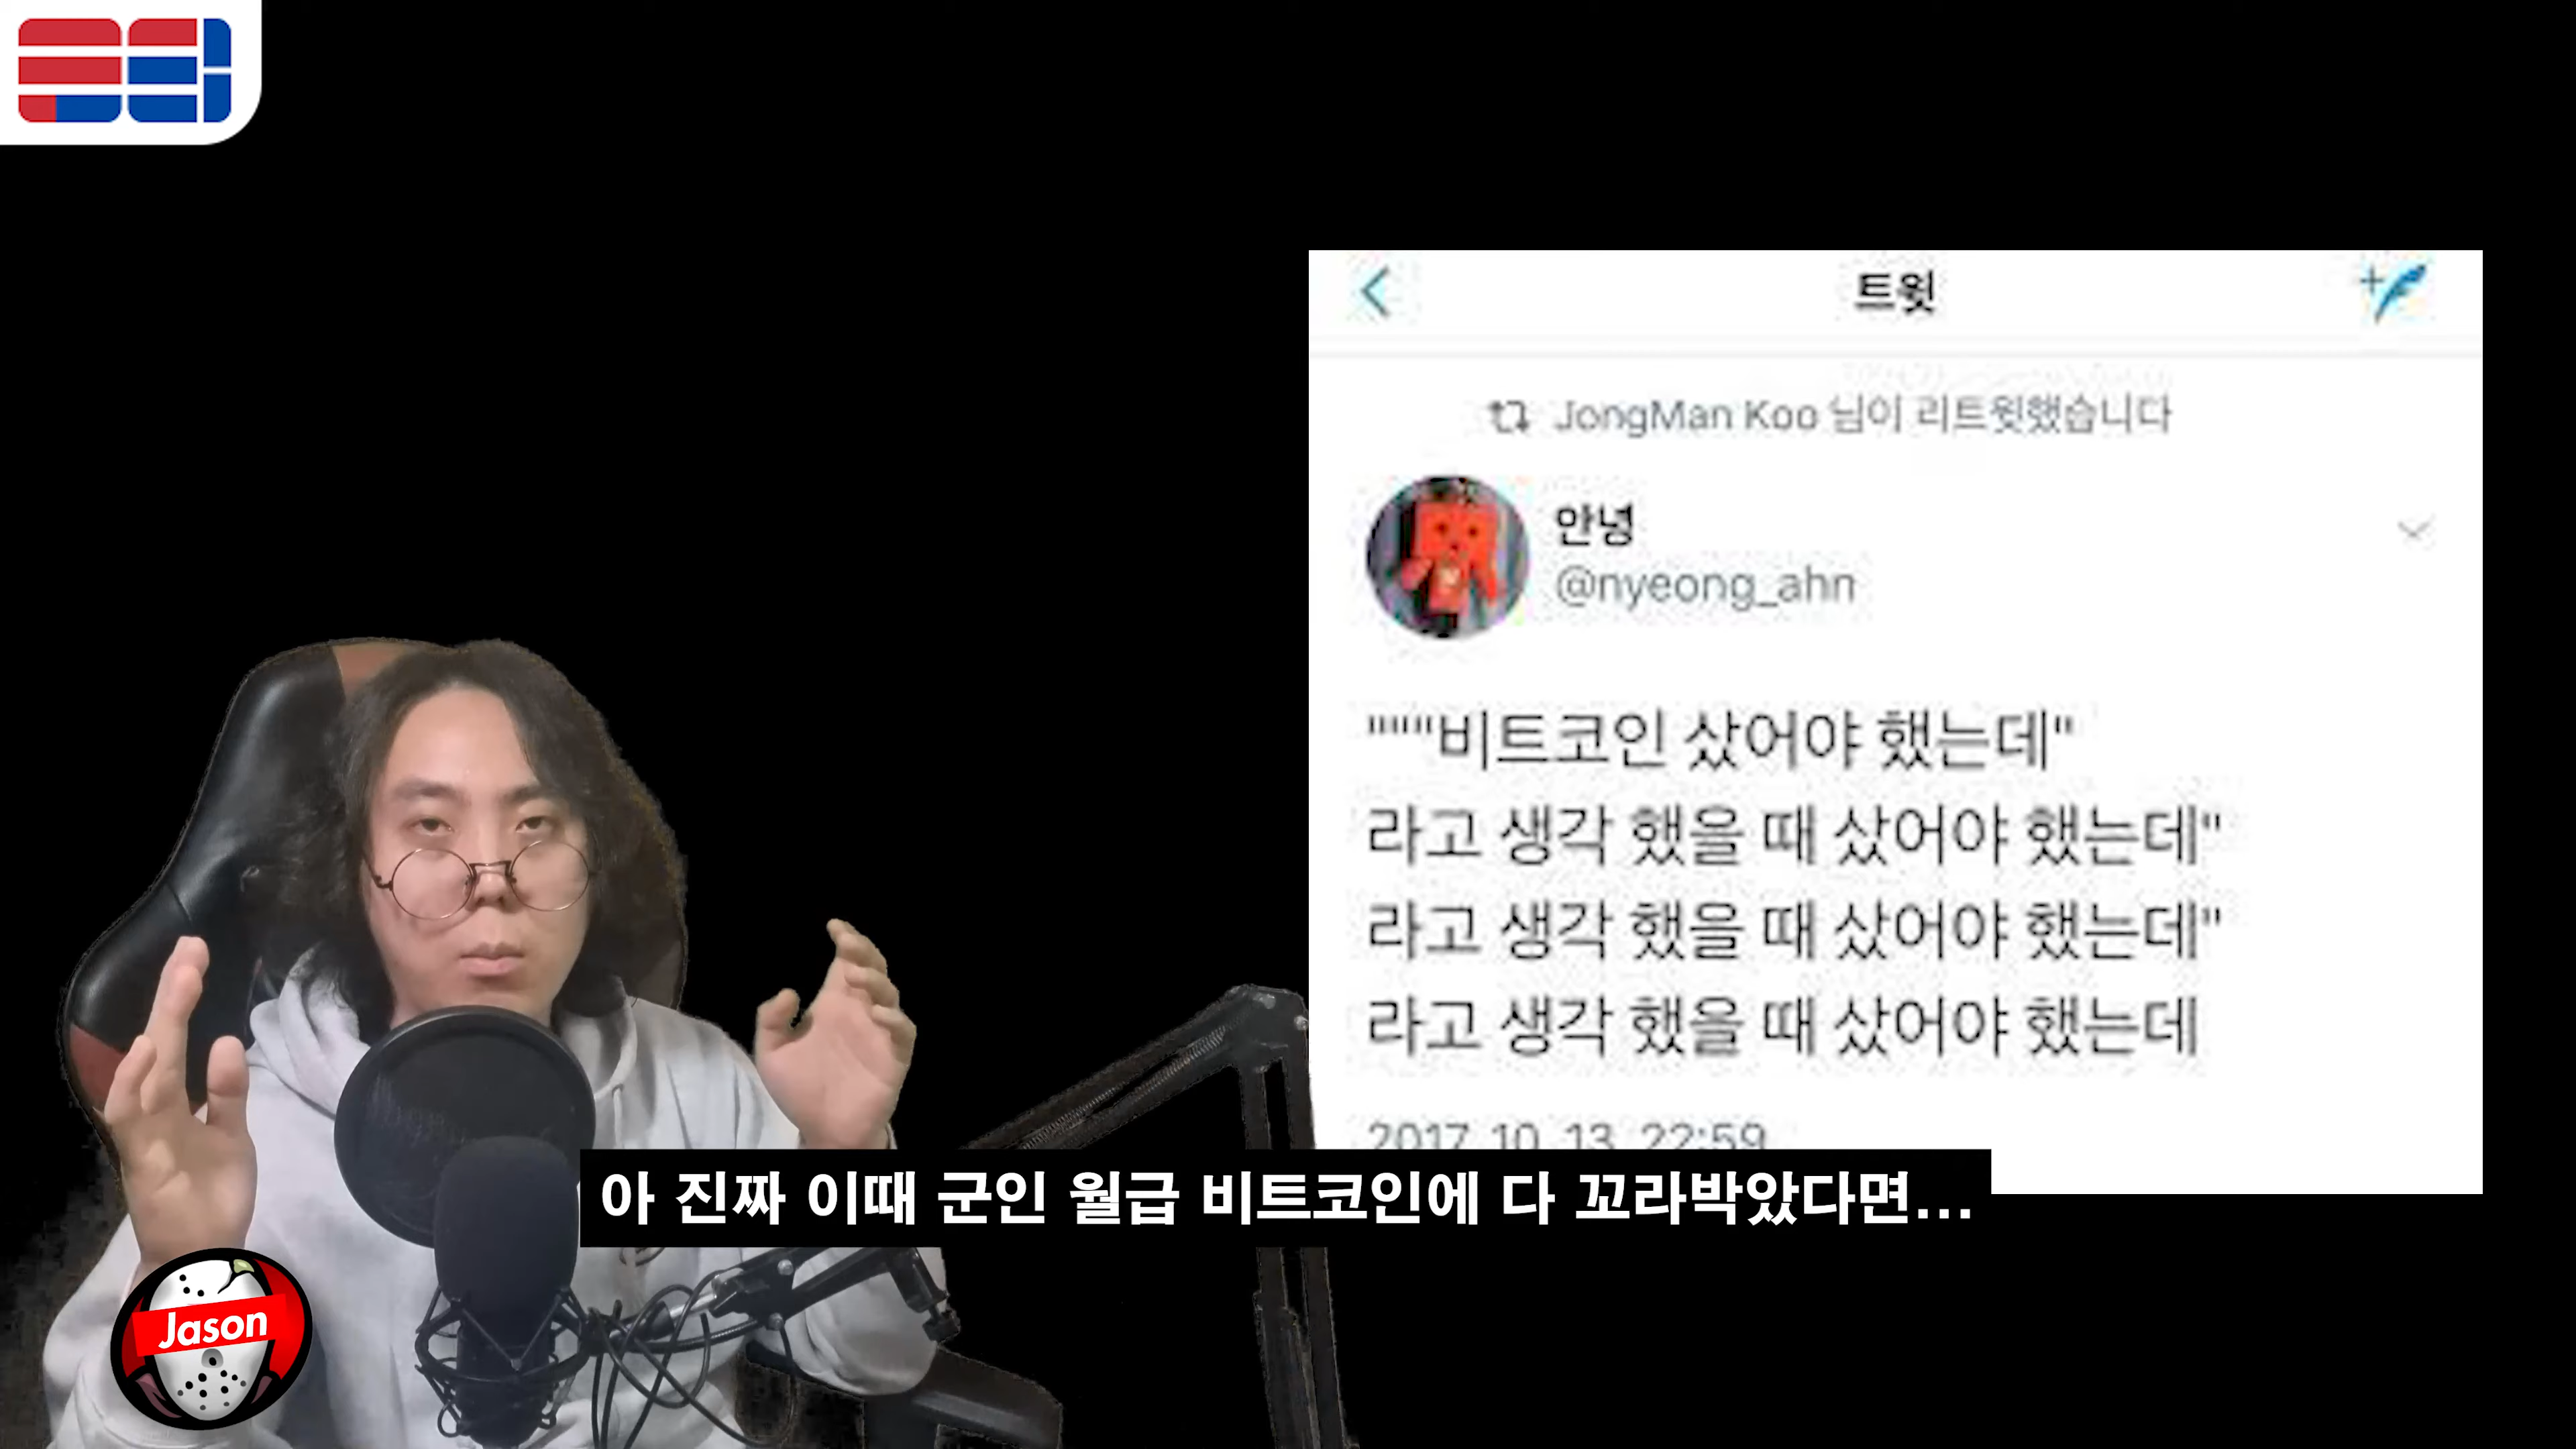 트윗
JongMan Koo 님이 리트윗했습니다
안녕
@nyeong_ahn
""""비트코인 샀어야 했는데"
라고 생각 했을 때 샀어야 했는데"
라고 생각 했을 때 샀어야 했는데"
라고 생각 했을 때 샀어야 했는데
2017. 10. 13. 22:59
아 진짜 이때 군인 월급 비트코인에 다 꼬라박았다면...
Jason